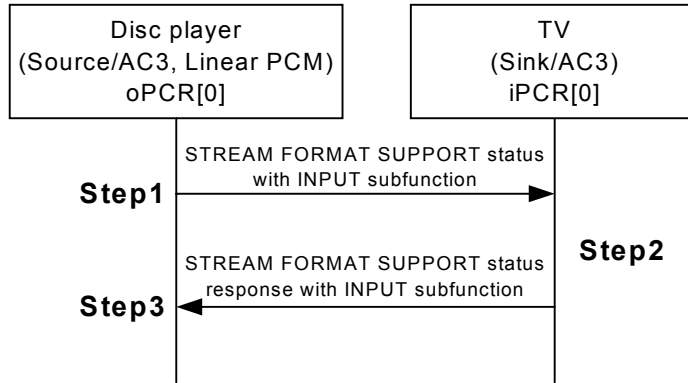 Disc player
(Source/AC3, Linear PCM)
oPCR[0]
TV
(Sink/AC3)
iPCR[0]
STREAM FORMAT SUPPORT status
with INPUT subfunction
Step1
Step2
STREAM FORMAT SUPPORT status
response with INPUT subfunction
Step3